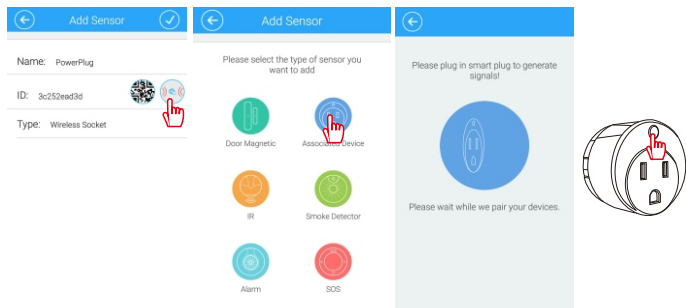 Add Sensor
Name: PowerPlug
ID: 3c252ead3d
Type: Wireless Socket
Add Sensor
Please select the type of sensor you
want to add
Door Magnetic
Associated Device
IR
Smoke Detector
Alarm
SOS
Please plug in smart plug to generate
signals!
Please wait while we pair your devices.